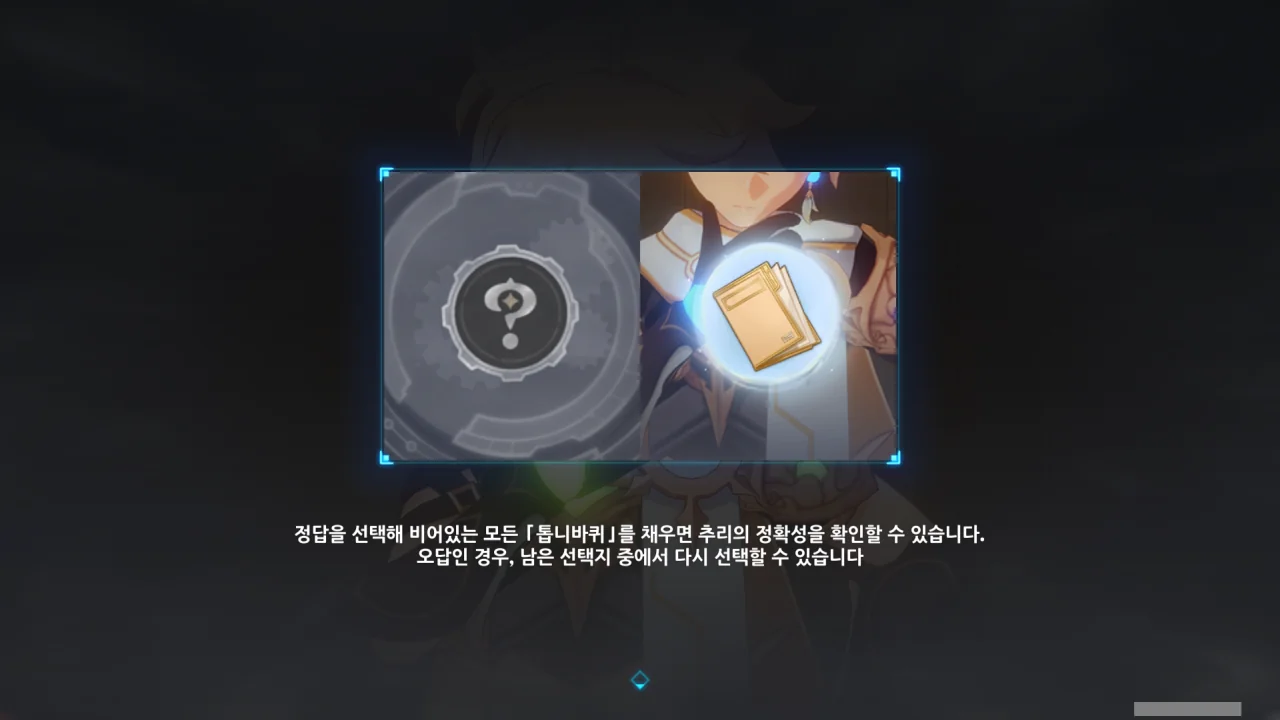 정답을 선택해 비어있는 모든 「톱니바퀴」를 채우면 추리의 정확성을 확인할 수 있습니다.
오답인 경우, 남은 선택지 중에서 다시 선택할 수 있습니다